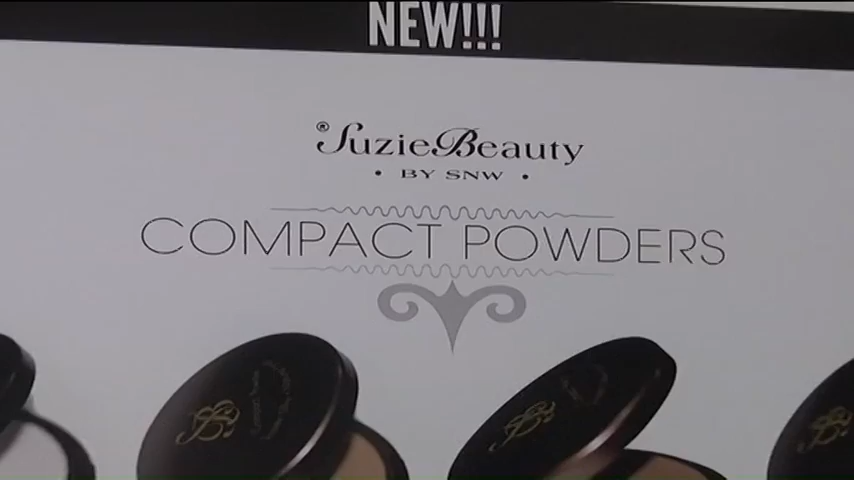 NEW!!!
® SuzieBeauty
• BY SNW •
COMPACT POWDERS